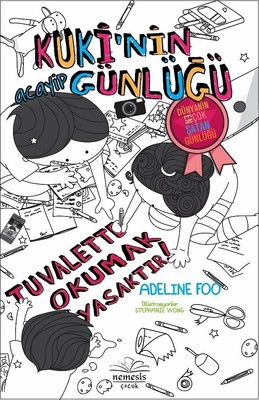 KUKİ'NİN
acayip GÜNLÜĞÜ
DÜNYANIN
EN ÇOK
SATAN
GÜNLÜĞÜ
TUVALETTE
OKUMAK
YASAKTIR!
ADELINE FOO
İllüstrasyonlar
STEPHANIE WONG
nemesis
çocuk